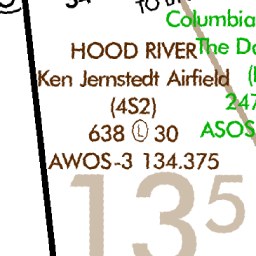 Columbia
HOOD RIVER
The Da
Ken Jernstedt Airfield
(4S2)
247
638 Ⓛ 30
ASOS
AWOS-3 134.375
13⁵